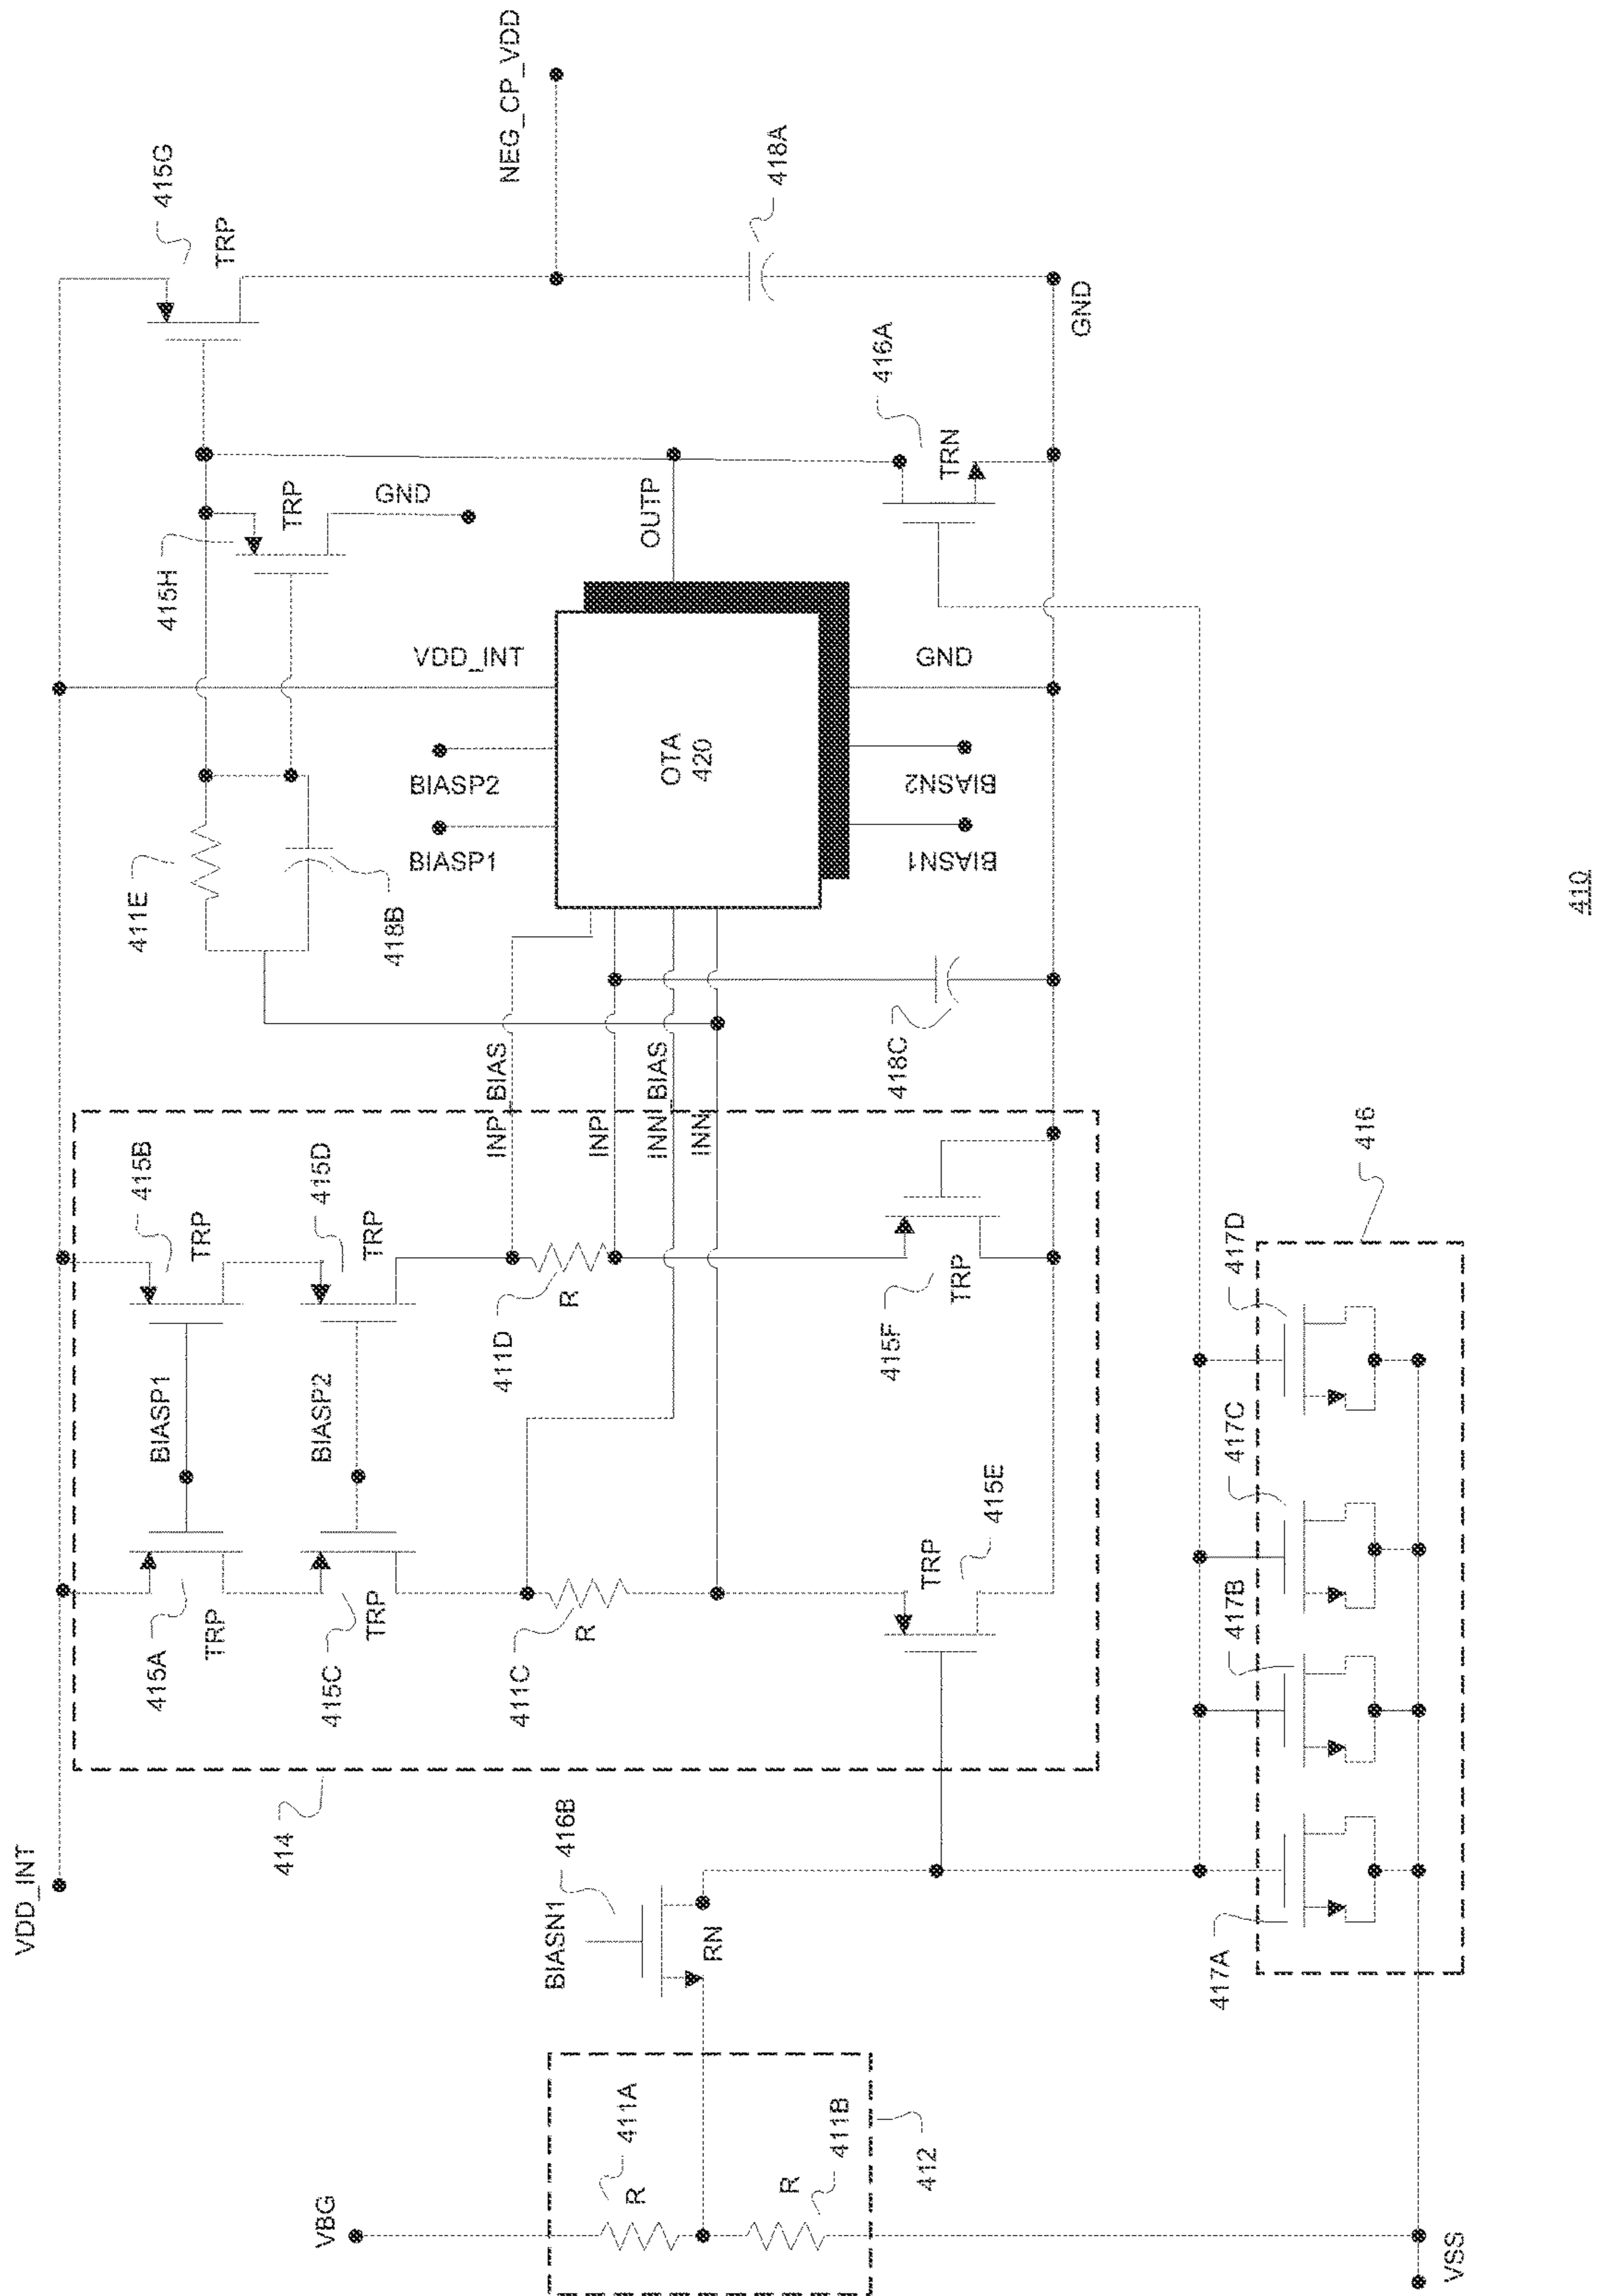 VDD_INT
VBG
VSS
R
411A
R
411B
412
BIASN1
416B
RN
414
415A
TRP
415B
TRP
BIASP1
415C
TRP
415D
TRP
BIASP2
411C
R
411D
R
INP_BIAS
INP
INN_BIAS
INN
TRP
415E
415F
TRP
417A
417B
417C
417D
416
411E
418B
418C
415H
TRP
GND
415G
TRP
VDD_INT
BIASP1
BIASP2
OTA
420
OUTP
GND
BIASN1
BIASN2
416A
TRN
NEG_CP_VDD
418A
GND
410